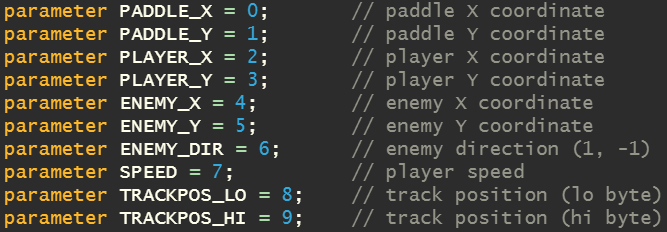 parameter PADDLE_X = 0;       // paddle X coordinate
parameter PADDLE_Y = 1;       // paddle Y coordinate
parameter PLAYER_X = 2;       // player X coordinate
parameter PLAYER_Y = 3;       // player Y coordinate
parameter ENEMY_X = 4;        // enemy X coordinate
parameter ENEMY_Y = 5;        // enemy Y coordinate
parameter ENEMY_DIR = 6;      // enemy direction (1, -1)
parameter SPEED = 7;          // player speed
parameter TRACKPOS_LO = 8;    // track position (lo byte)
parameter TRACKPOS_HI = 9;    // track position (hi byte)